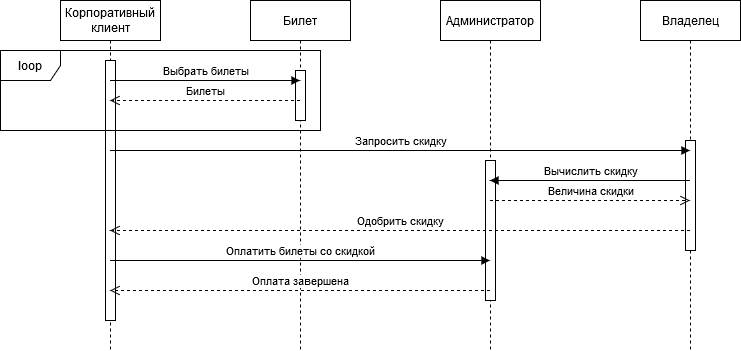 Корпоративный
клиент
Билет
Администратор
Владелец
loop
Выбрать билеты
Билеты
Запросить скидку
Вычислить скидку
Величина скидки
Одобрить скидку
Оплатить билеты со скидкой
Оплата завершена